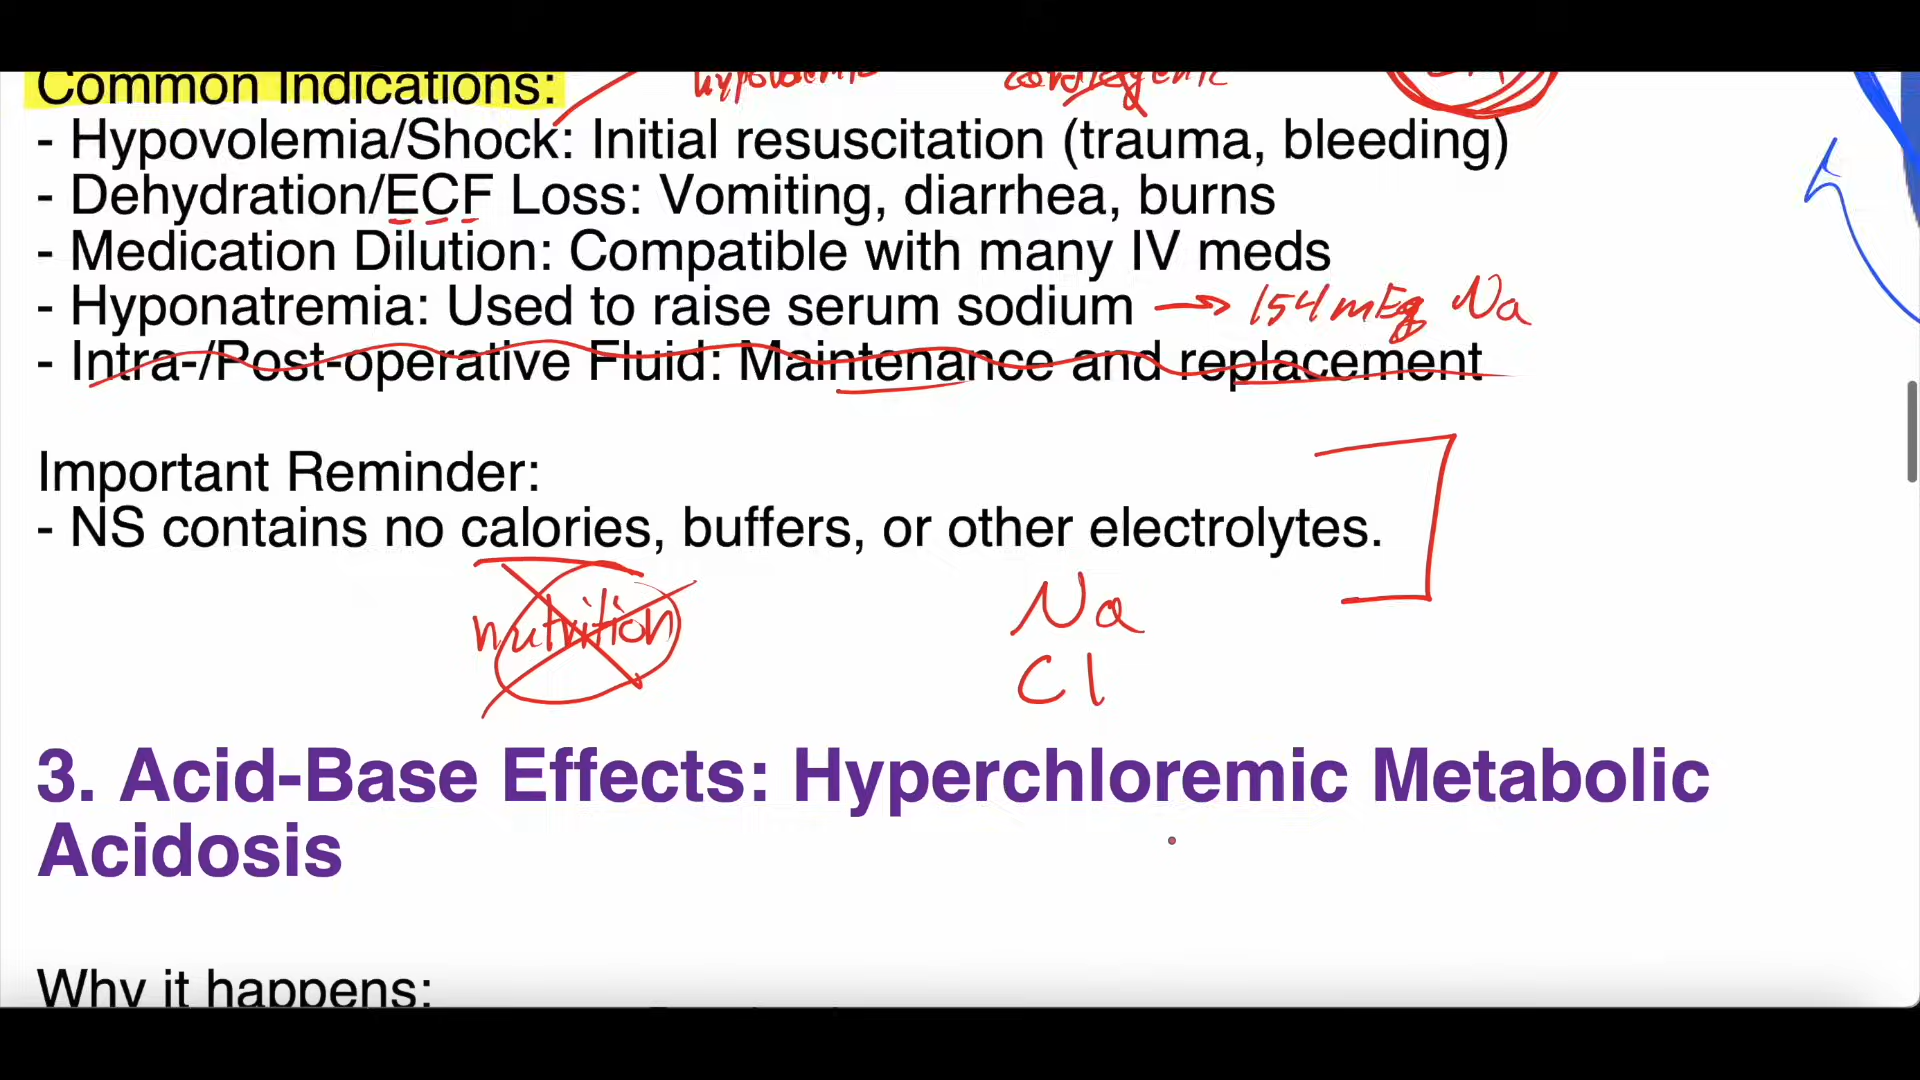 Common Indications:
hypovolemic cardiogenic
- Hypovolemia/Shock: Initial resuscitation (trauma, bleeding)
- Dehydration/ECF Loss: Vomiting, diarrhea, burns
- Medication Dilution: Compatible with many IV meds
- Hyponatremia: Used to raise serum sodium → 154 mEq Na
- Intra-/Post-operative Fluid: Maintenance and replacement
Important Reminder:
- NS contains no calories, buffers, or other electrolytes.
nutrition Na
Cl
3. Acid-Base Effects: Hyperchloremic Metabolic
Acidosis
Why it happens: